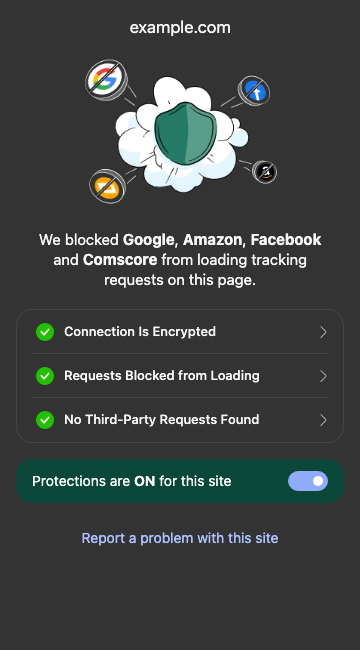 example.com
We blocked Google, Amazon, Facebook
and Comscore from loading tracking
requests on this page.
Connection Is Encrypted
Requests Blocked from Loading
No Third-Party Requests Found
Protections are ON for this site
Report a problem with this site